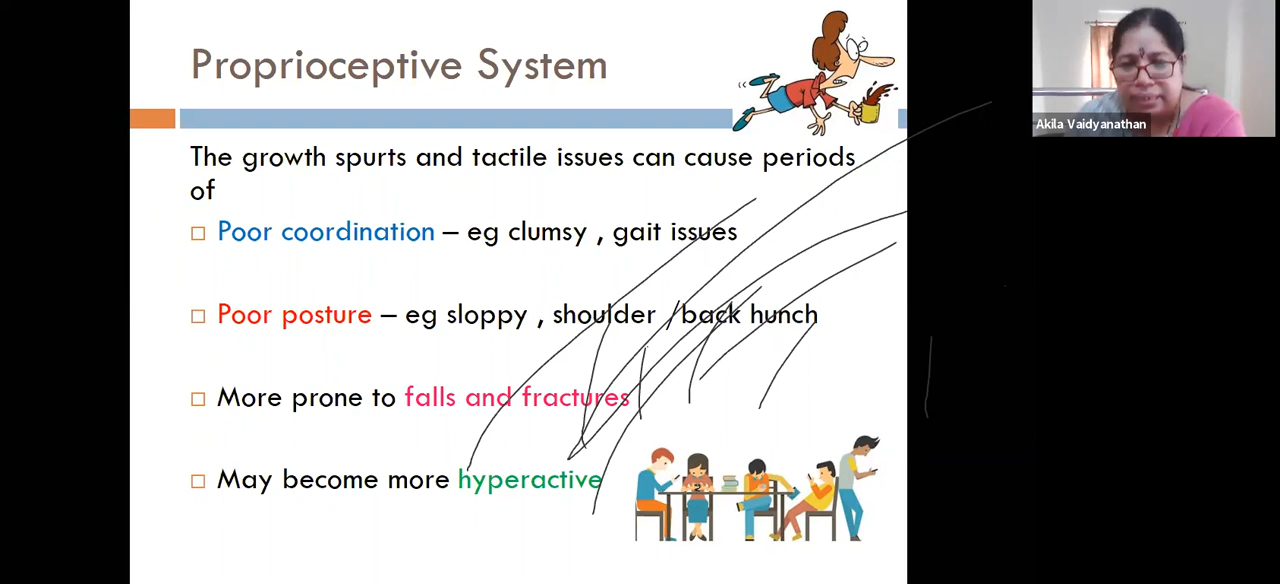 Proprioceptive System
The growth spurts and tactile issues can cause periods
of
Poor coordination – eg clumsy , gait issues
Poor posture – eg sloppy , shoulder /back hunch
More prone to falls and fractures
May become more hyperactive
Akila Vaidyanathan